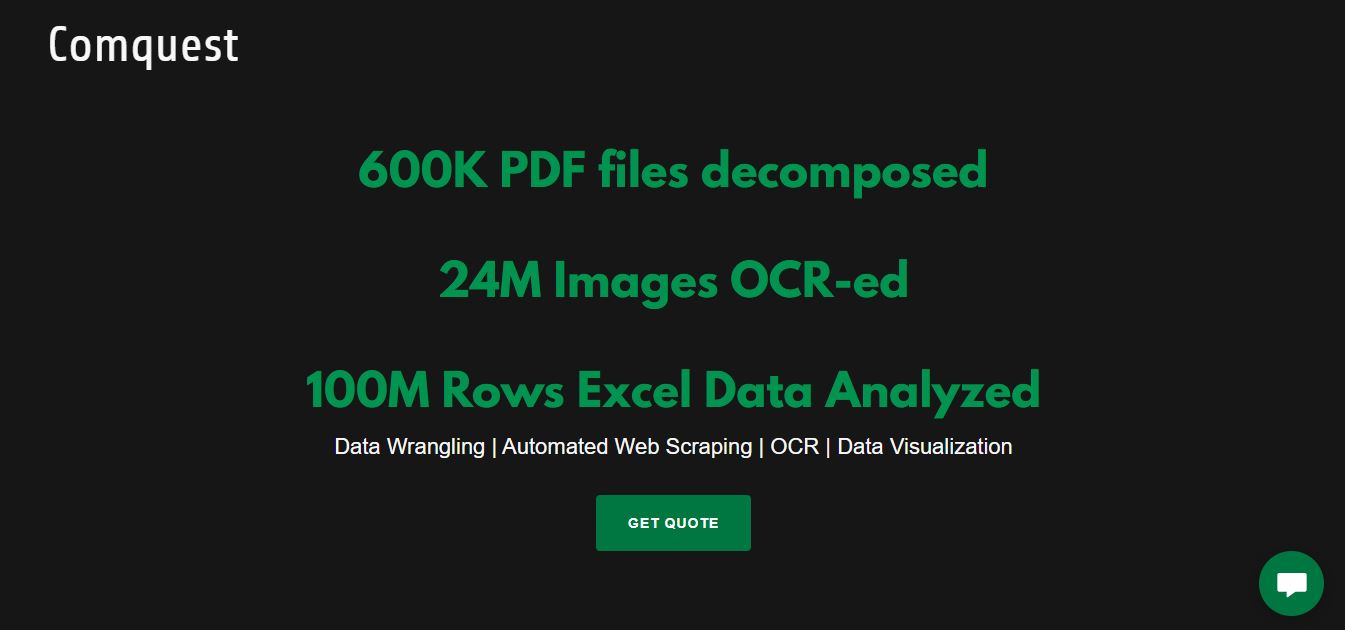 Comquest
600K PDF files decomposed
24M Images OCR-ed
100M Rows Excel Data Analyzed
Data Wrangling | Automated Web Scraping | OCR | Data Visualization
GET QUOTE